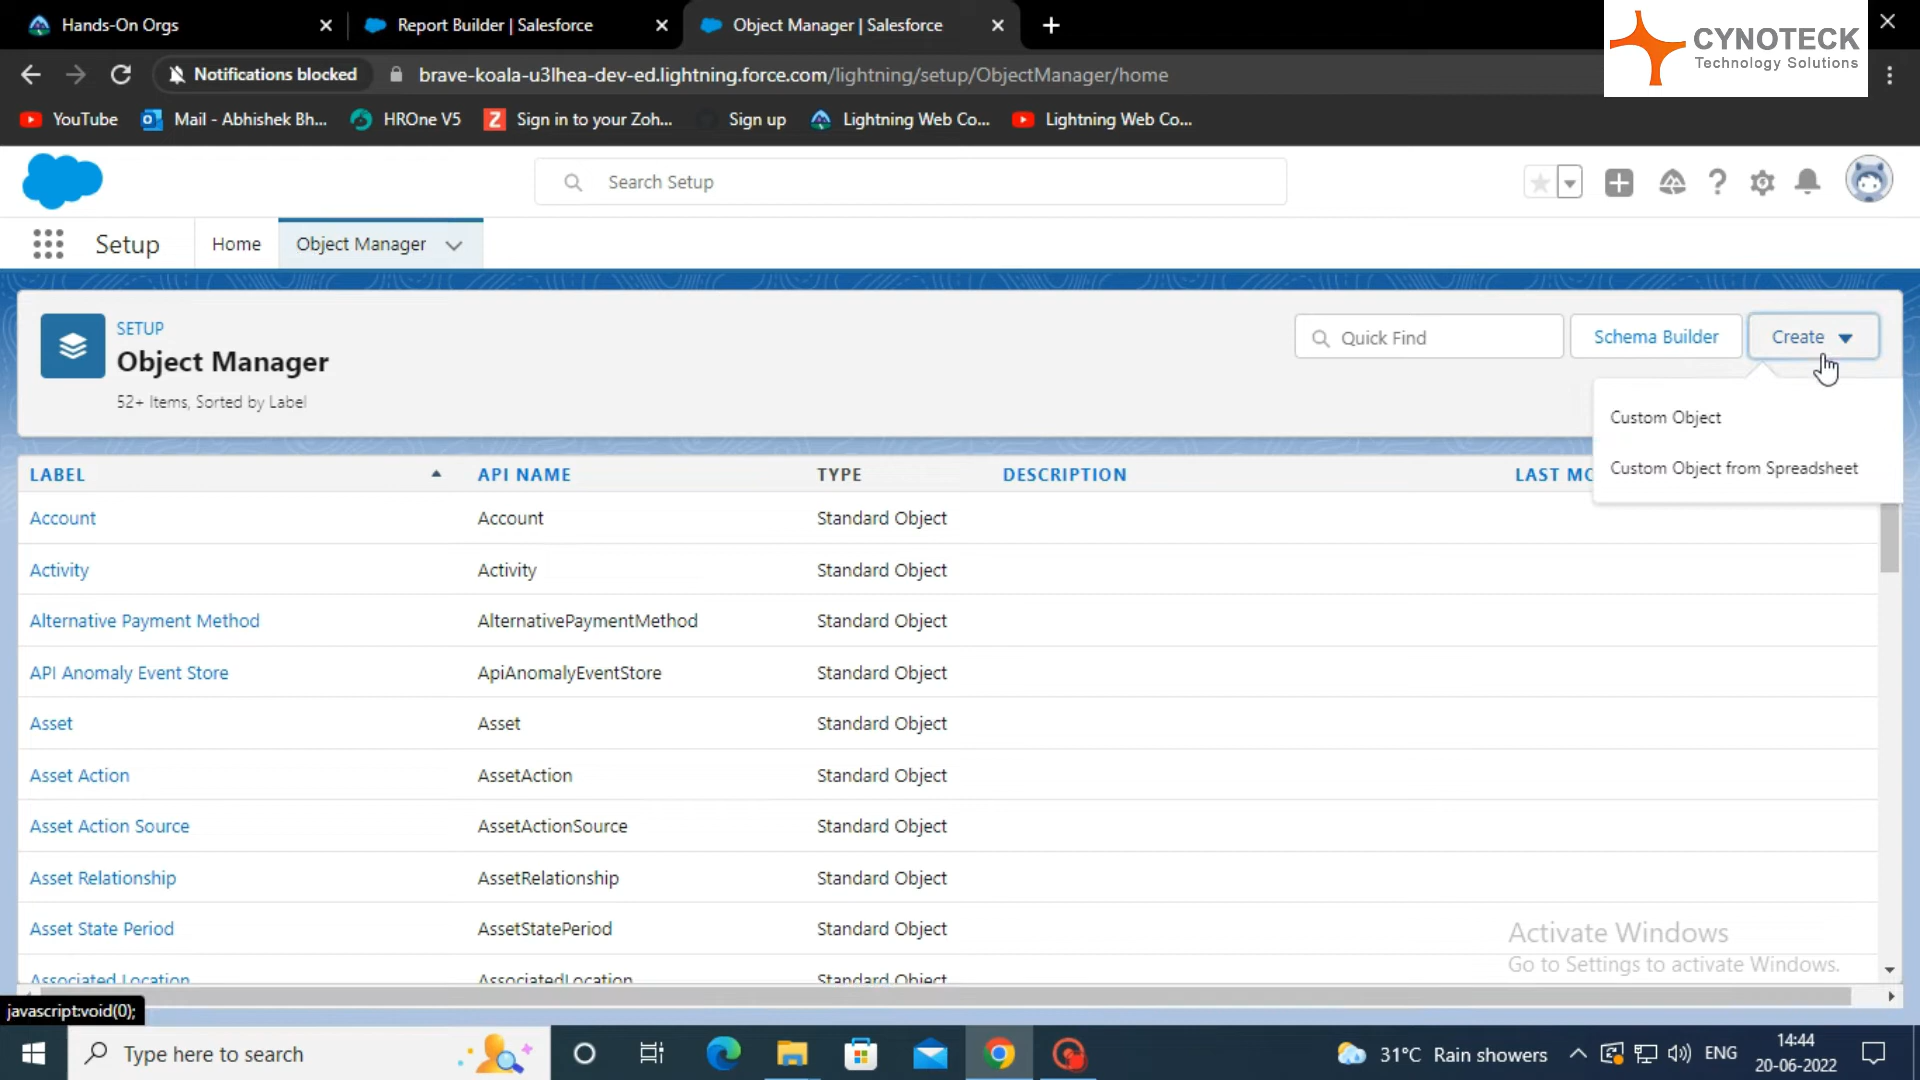 Hands-On Orgs
Report Builder | Salesforce
Object Manager | Salesforce
CYNOTECK
Technology Solutions
Notifications blocked
brave-koala-u3lhea-dev-ed.lightning.force.com/lightning/setup/ObjectManager/home
YouTube
Mail - Abhishek Bh...
HROne V5
Sign in to your Zoh...
Sign up
Lightning Web Co...
Lightning Web Co...
Search Setup
Setup
Home
Object Manager
SETUP
Object Manager
52+ Items, Sorted by Label
Quick Find
Schema Builder
Create
Custom Object
Custom Object from Spreadsheet
LABEL API NAME TYPE DESCRIPTION LAST MO
Account Account Standard Object
Activity Activity Standard Object
Alternative Payment Method AlternativePaymentMethod Standard Object
API Anomaly Event Store ApiAnomalyEventStore Standard Object
Asset Asset Standard Object
Asset Action AssetAction Standard Object
Asset Action Source AssetActionSource Standard Object
Asset Relationship AssetRelationship Standard Object
Asset State Period AssetStatePeriod Standard Object
Associated Location AssociatedLocation Standard Object
Activate Windows
Go to Settings to activate Windows.
javascript:void(0);
Type here to search
31°C Rain showers
ENG
14:44
20-06-2022